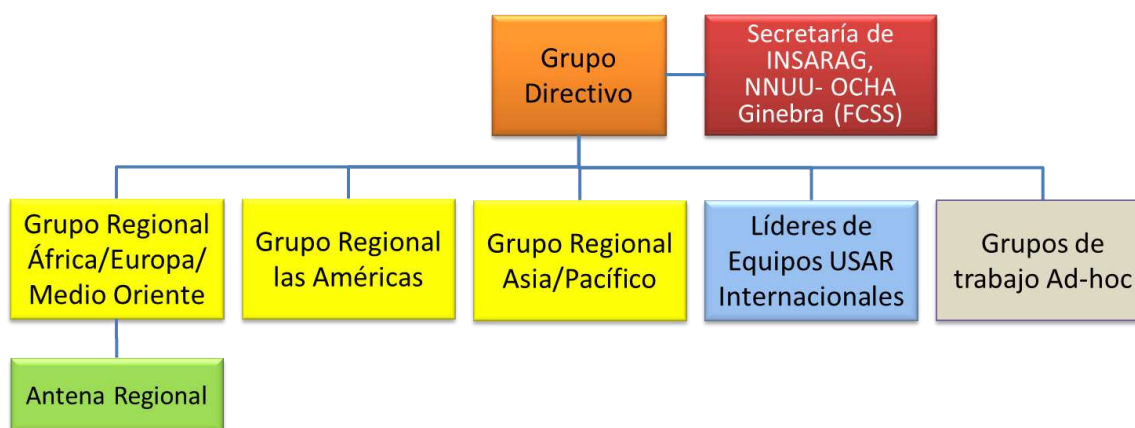 Grupo
Directivo
Secretaría de
INSARAG,
NNUU- OCHA
Ginebra (FCSS)
Grupo Regional
África/Europa/
Medio Oriente
Grupo Regional
las Américas
Grupo Regional
Asia/Pacífico
Líderes de
Equipos USAR
Internacionales
Grupos de
trabajo Ad-hoc
Antena Regional